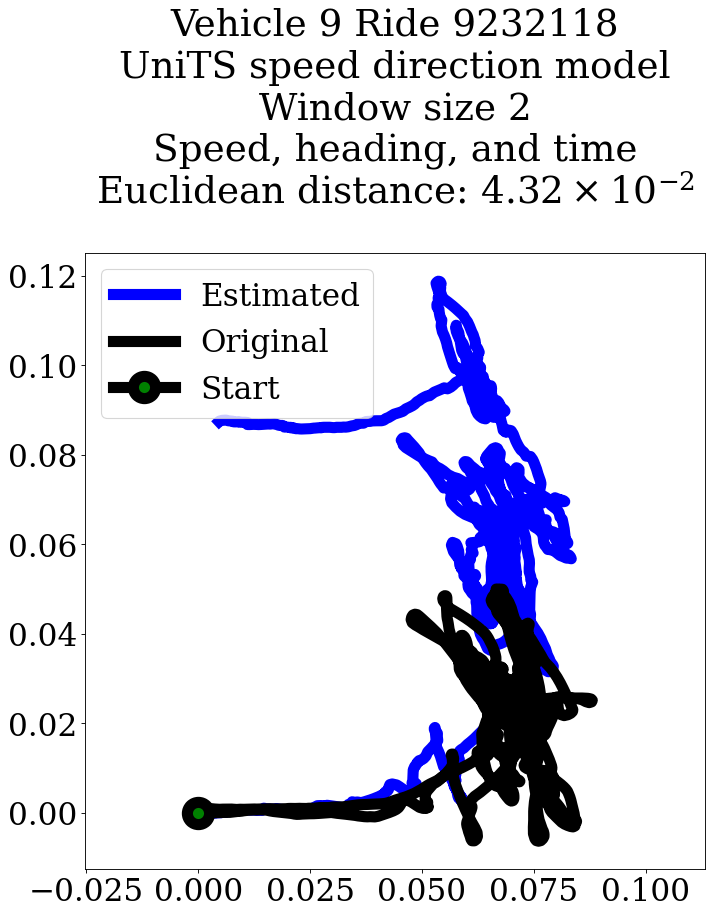 Vehicle 9 Ride 9232118
UniTS speed direction model
Window size 2
Speed, heading, and time
Euclidean distance: 4.32 × 10⁻²
Estimated
Original
Start
0.12
0.10
0.08
0.06
0.04
0.02
0.00
−0.025 0.000 0.025 0.050 0.075 0.100